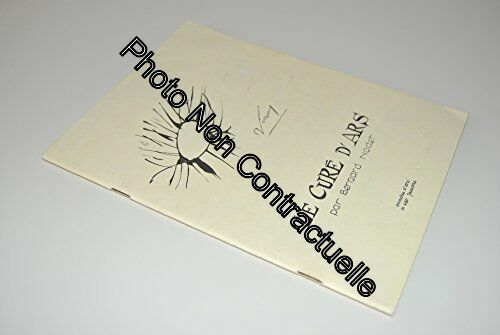 Photo Non Contractuelle
E CURÉ D'ARS
par Bernard Nodet